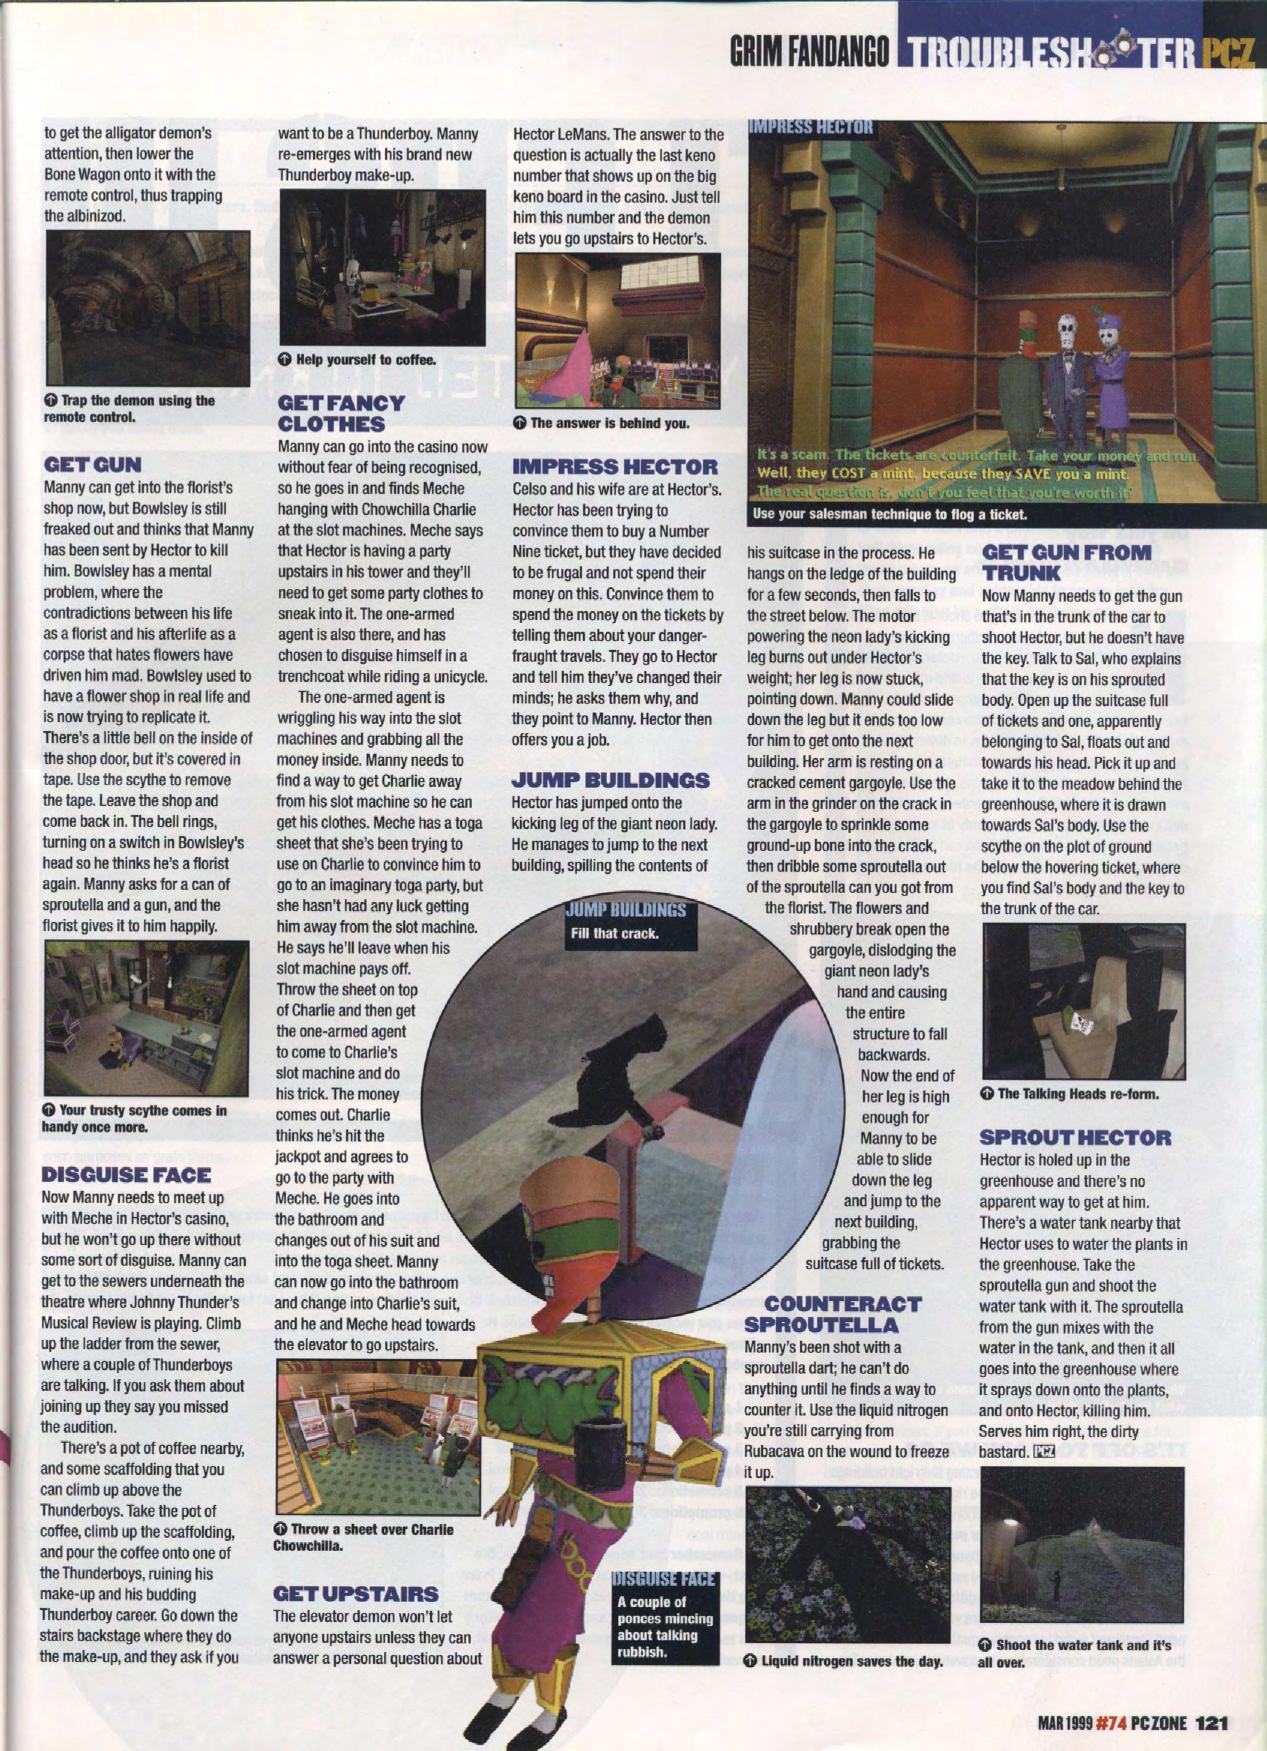 GRIM FANDANGO TROUBLESHOOTER PCZ
to get the alligator demon's
attention, then lower the
Bone Wagon onto it with the
remote control, thus trapping
the albinizod.
Trap the demon using the
remote control.
GET GUN
Manny can get into the florist's
shop now, but Bowlsley is still
freaked out and thinks that Manny
has been sent by Hector to kill
him. Bowlsley has a mental
problem, where the
contradictions between his life
as a florist and his afterlife as a
corpse that hates flowers have
driven him mad. Bowlsley used to
have a flower shop in real life and
is now trying to replicate it.
There's a little bell on the inside of
the shop door, but it's covered in
tape. Use the scythe to remove
the tape. Leave the shop and
come back in. The bell rings,
turning on a switch in Bowlsley's
head so he thinks he's a florist
again. Manny asks for a can of
sproutella and a gun, and the
florist gives it to him happily.
Your trusty scythe comes in
handy once more.
DISGUISE FACE
Now Manny needs to meet up
with Meche in Hector's casino,
but he won't go up there without
some sort of disguise. Manny can
get to the sewers underneath the
theatre where Johnny Thunder's
Musical Review is playing. Climb
up the ladder from the sewer,
where a couple of Thunderboys
are talking. If you ask them about
joining up they say you missed
the audition.
There's a pot of coffee nearby,
and some scaffolding that you
can climb up above the
Thunderboys. Take the pot of
coffee, climb up the scaffolding,
and pour the coffee onto one of
the Thunderboys, ruining his
make-up and his budding
Thunderboy career. Go down the
stairs backstage where they do
the make-up, and they ask if you
want to be a Thunderboy. Manny
re-emerges with his brand new
Thunderboy make-up.
Help yourself to coffee.
GET FANCY
CLOTHES
Manny can go into the casino now
without fear of being recognised,
so he goes in and finds Meche
hanging with Chowchilla Charlie
at the slot machines. Meche says
that Hector is having a party
upstairs in his tower and they'll
need to get some party clothes to
sneak into it. The one-armed
agent is also there, and has
chosen to disguise himself in a
trenchcoat while riding a unicycle.
The one-armed agent is
wriggling his way into the slot
machines and grabbing all the
money inside. Manny needs to
find a way to get Charlie away
from his slot machine so he can
get his clothes. Meche has a toga
sheet that she's been trying to
use on Charlie to convince him to
go to an imaginary toga party, but
she hasn't had any luck getting
him away from the slot machine.
He says he'll leave when his
slot machine pays off.
Throw the sheet on top
of Charlie and then get
the one-armed agent
to come to Charlie's
slot machine and do
his trick. The money
comes out. Charlie
thinks he's hit the
jackpot and agrees to
go to the party with
Meche. He goes into
the bathroom and
changes out of his suit and
into the toga sheet. Manny
can now go into the bathroom
and change into Charlie's suit,
and he and Meche head towards
the elevator to go upstairs.
Throw a sheet over Charlie
Chowchilla.
GET UPSTAIRS
The elevator demon won't let
anyone upstairs unless they can
answer a personal question about
Hector LeMans. The answer to the
question is actually the last keno
number that shows up on the big
keno board in the casino. Just tell
him this number and the demon
lets you go upstairs to Hector's.
The answer is behind you.
IMPRESS HECTOR
Celso and his wife are at Hector's.
Hector has been trying to
convince them to buy a Number
Nine ticket, but they have decided
to be frugal and not spend their
money on this. Convince them to
spend the money on the tickets by
telling them about your danger-
fraught travels. They go to Hector
and tell him they've changed their
minds; he asks them why, and
they point to Manny. Hector then
offers you a job.
JUMP BUILDINGS
Hector has jumped onto the
kicking leg of the giant neon lady.
He manages to jump to the next
building, spilling the contents of
JUMP BUILDINGS
Fill that crack.
DISGUISE FACE
A couple of
ponces mincing
about talking
rubbish.
IMPRESS HECTOR
It's a scam. The tickets are counterfeit. Take your money and run.
Well, they COST a mint, because they SAVE you a mint.
The real question is, don't you feel that you're worth it?
Use your salesman technique to flog a ticket.
his suitcase in the process. He
hangs on the ledge of the building
for a few seconds, then falls to
the street below. The motor
powering the neon lady's kicking
leg burns out under Hector's
weight; her leg is now stuck,
pointing down. Manny could slide
down the leg but it ends too low
for him to get onto the next
building. Her arm is resting on a
cracked cement gargoyle. Use the
arm in the grinder on the crack in
the gargoyle to sprinkle some
ground-up bone into the crack,
then dribble some sproutella out
of the sproutella can you got from
the florist. The flowers and
shrubbery break open the
gargoyle, dislodging the
giant neon lady's
hand and causing
the entire
structure to fall
backwards.
Now the end of
her leg is high
enough for
Manny to be
able to slide
down the leg
and jump to the
next building,
grabbing the
suitcase full of tickets.
COUNTERACT
SPROUTELLA
Manny's been shot with a
sproutella dart; he can't do
anything until he finds a way to
counter it. Use the liquid nitrogen
you're still carrying from
Rubacava on the wound to freeze
it up.
Liquid nitrogen saves the day.
GET GUN FROM
TRUNK
Now Manny needs to get the gun
that's in the trunk of the car to
shoot Hector, but he doesn't have
the key. Talk to Sal, who explains
that the key is on his sprouted
body. Open up the suitcase full
of tickets and one, apparently
belonging to Sal, floats out and
towards his head. Pick it up and
take it to the meadow behind the
greenhouse, where it is drawn
towards Sal's body. Use the
scythe on the plot of ground
below the hovering ticket, where
you find Sal's body and the key to
the trunk of the car.
The Talking Heads re-form.
SPROUT HECTOR
Hector is holed up in the
greenhouse and there's no
apparent way to get at him.
There's a water tank nearby that
Hector uses to water the plants in
the greenhouse. Take the
sproutella gun and shoot the
water tank with it. The sproutella
from the gun mixes with the
water in the tank, and then it all
goes into the greenhouse where
it sprays down onto the plants,
and onto Hector, killing him.
Serves him right, the dirty
bastard. PCZ
Shoot the water tank and it's
all over.
MAR 1999 #74 PC ZONE 121